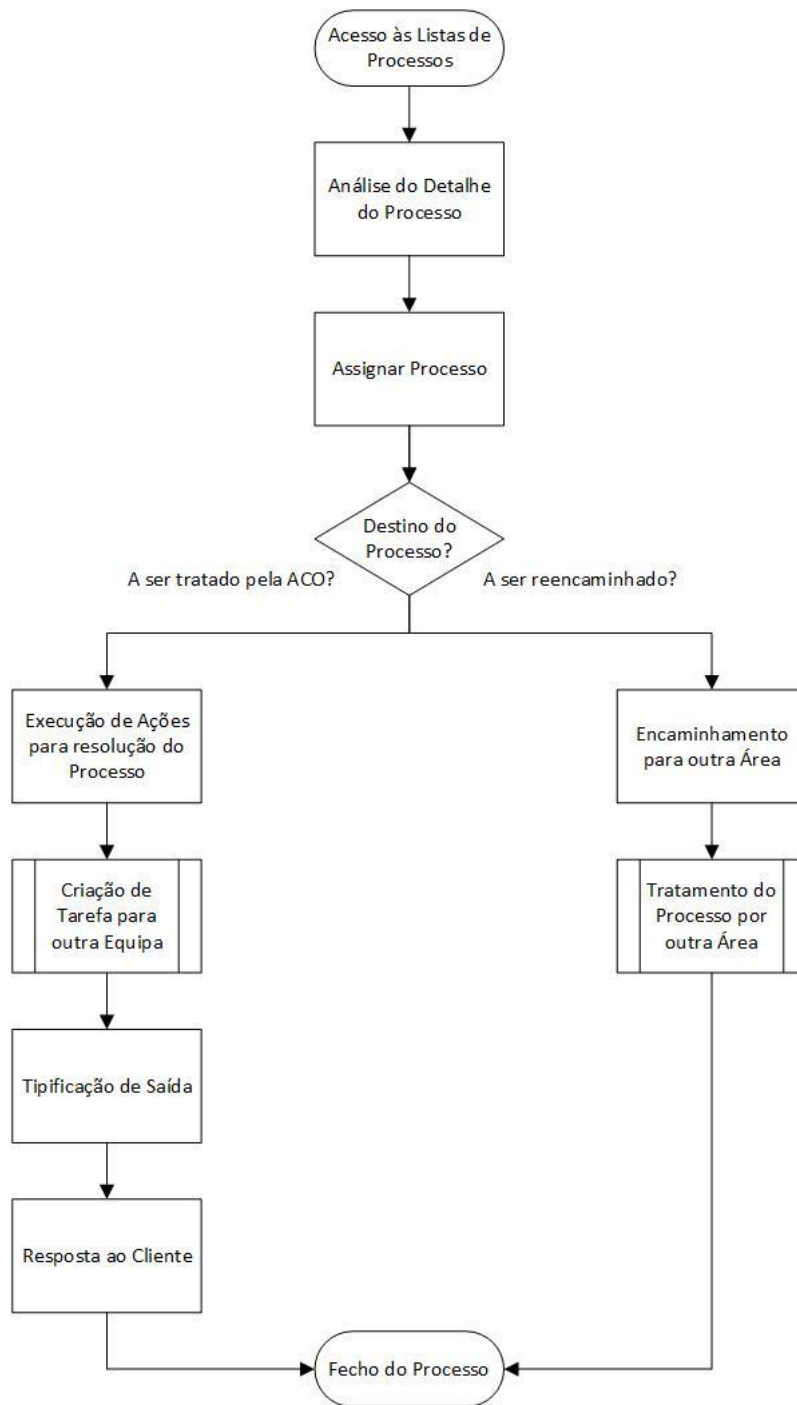 Acesso às Listas de
Processos
Análise do Detalhe
do Processo
Assignar Processo
Destino do
Processo?
A ser tratado pela ACO?
A ser reencaminhado?
Execução de Ações
para resolução do
Processo
Encaminhamento
para outra Área
Criação de
Tarefa para
outra Equipa
Tratamento do
Processo por
outra Área
Tipificação de Saída
Resposta ao Cliente
Fecho do Processo